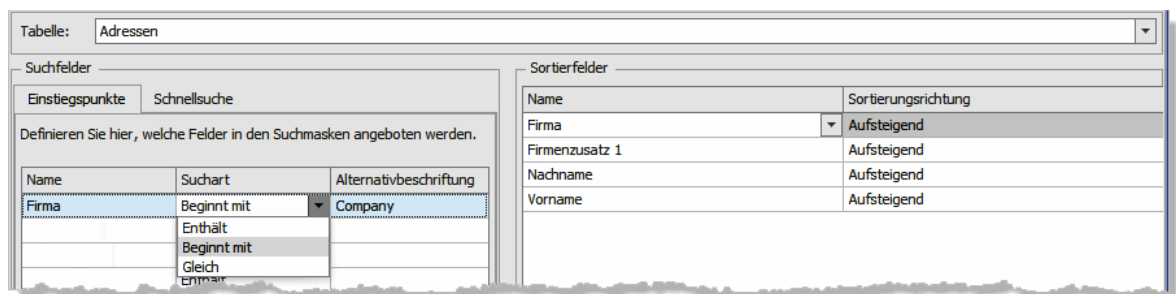 Tabelle: Adressen
Suchfelder
Einstiegspunkte Schnellsuche
Definieren Sie hier, welche Felder in den Suchmasken angeboten werden.
Name Suchart Alternativbeschriftung
Firma Beginnt mit Company
Enthält
Beginnt mit
Gleich
Enthält
Sortierfelder
Name Sortierungsrichtung
Firma Aufsteigend
Firmenzusatz 1 Aufsteigend
Nachname Aufsteigend
Vorname Aufsteigend